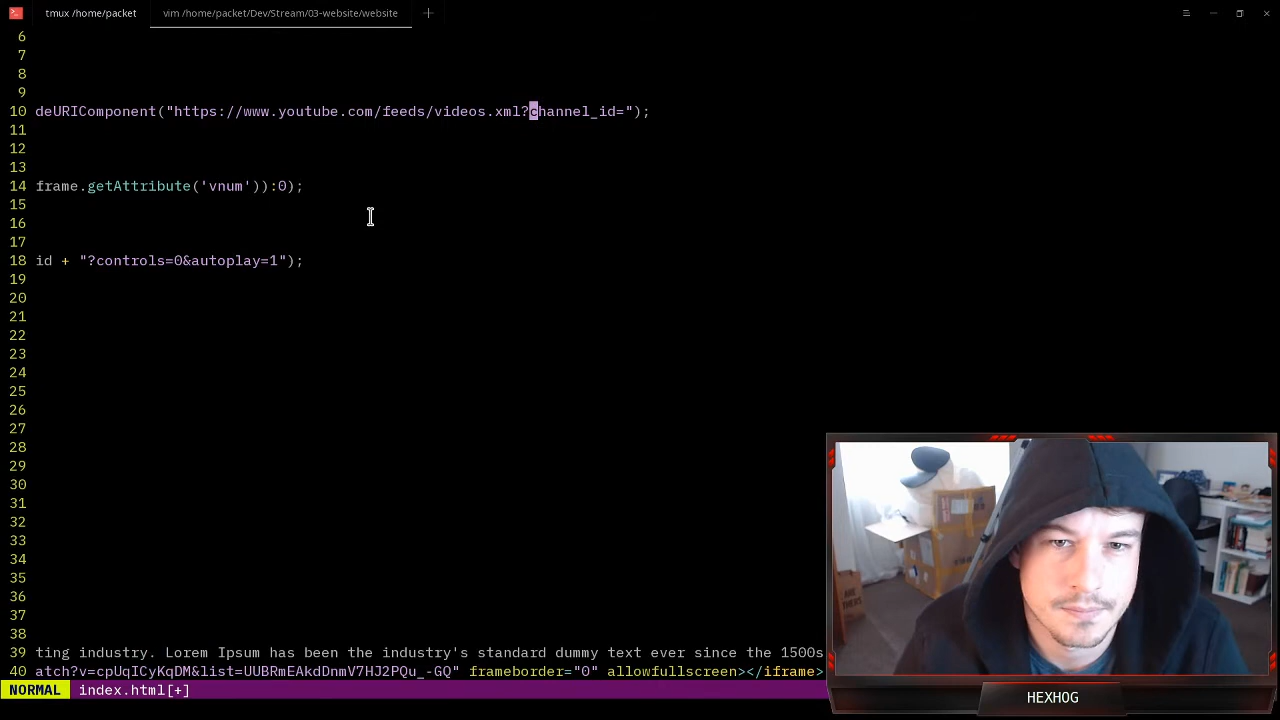 tmux /home/packet
vim /home/packet/Dev/Stream/03-website/website
6
7
8
9
10 deURIComponent("https://www.youtube.com/feeds/videos.xml?channel_id=");
11
12
13
14 frame.getAttribute('vnum')):0);
15
16
17
18 id + "?controls=0&autoplay=1");
19
20
21
22
23
24
25
26
27
28
29
30
31
32
33
34
35
36
37
38
39 ting industry. Lorem Ipsum has been the industry's standard dummy text ever since the 1500s
40 atch?v=cpUqICyKqDM&list=UUBRmEAkdDnmV7HJ2PQu_-GQ" frameborder="0" allowfullscreen></iframe>
NORMAL index.html[+]
ARE
THERE
HEXHOG